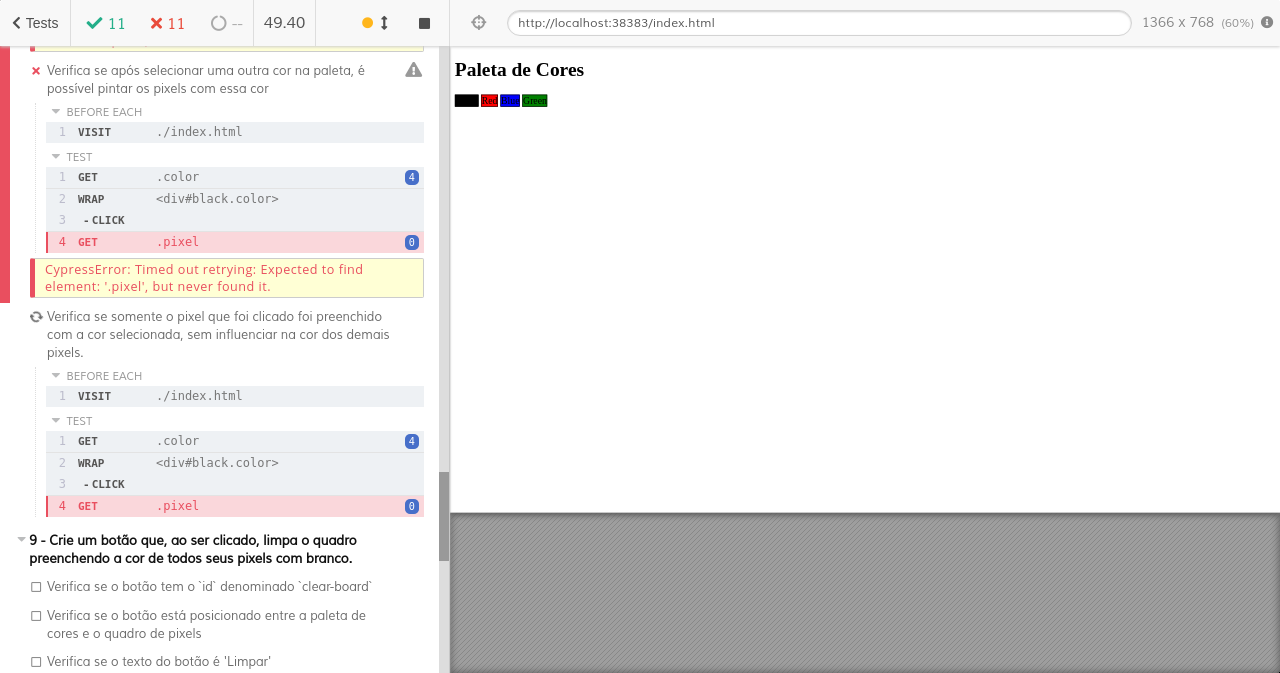 Tests
11
11
--
49.40
http://localhost:38383/index.html
1366 x 768 (60%)
Verifica se após selecionar uma outra cor na paleta, é
possível pintar os pixels com essa cor
BEFORE EACH
1 VISIT ./index.html
TEST
1 GET .color 4
2 WRAP <div#black.color>
3 -CLICK
4 GET .pixel 0
CypressError: Timed out retrying: Expected to find
element: '.pixel', but never found it.
Verifica se somente o pixel que foi clicado foi preenchido
com a cor selecionada, sem influenciar na cor dos demais
pixels.
BEFORE EACH
1 VISIT ./index.html
TEST
1 GET .color 4
2 WRAP <div#black.color>
3 -CLICK
4 GET .pixel 0
9 - Crie um botão que, ao ser clicado, limpa o quadro
preenchendo a cor de todos seus pixels com branco.
Verifica se o botão tem o `id` denominado `clear-board`
Verifica se o botão está posicionado entre a paleta de
cores e o quadro de pixels
Verifica se o texto do botão é 'Limpar'
Paleta de Cores
Red Blue Green